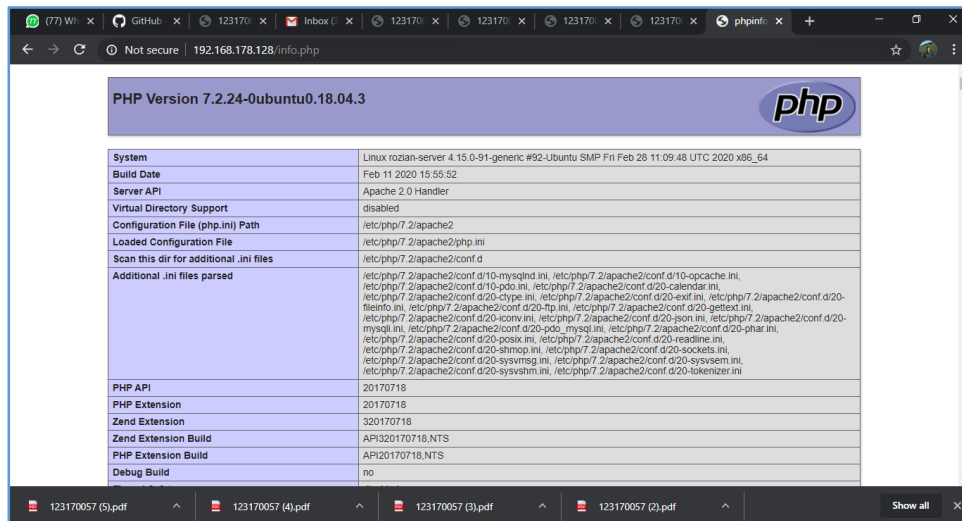 (77) Wh
GitHub
123170
Inbox (3
123170
123170
123170
123170
phpinfo
Not secure | 192.168.178.128/info.php
PHP Version 7.2.24-0ubuntu0.18.04.3
php
System Linux rozian-server 4.15.0-91-generic #92-Ubuntu SMP Fri Feb 28 11:09:48 UTC 2020 x86_64
Build Date Feb 11 2020 15:55:52
Server API Apache 2.0 Handler
Virtual Directory Support disabled
Configuration File (php.ini) Path /etc/php/7.2/apache2
Loaded Configuration File /etc/php/7.2/apache2/php.ini
Scan this dir for additional .ini files /etc/php/7.2/apache2/conf.d
Additional .ini files parsed /etc/php/7.2/apache2/conf.d/10-mysqlnd.ini, /etc/php/7.2/apache2/conf.d/10-opcache.ini,
/etc/php/7.2/apache2/conf.d/10-pdo.ini, /etc/php/7.2/apache2/conf.d/20-calendar.ini,
/etc/php/7.2/apache2/conf.d/20-ctype.ini, /etc/php/7.2/apache2/conf.d/20-exif.ini, /etc/php/7.2/apache2/conf.d/20-
fileinfo.ini, /etc/php/7.2/apache2/conf.d/20-ftp.ini, /etc/php/7.2/apache2/conf.d/20-gettext.ini,
/etc/php/7.2/apache2/conf.d/20-iconv.ini, /etc/php/7.2/apache2/conf.d/20-json.ini, /etc/php/7.2/apache2/conf.d/20-
mysqli.ini, /etc/php/7.2/apache2/conf.d/20-pdo_mysql.ini, /etc/php/7.2/apache2/conf.d/20-phar.ini,
/etc/php/7.2/apache2/conf.d/20-posix.ini, /etc/php/7.2/apache2/conf.d/20-readline.ini,
/etc/php/7.2/apache2/conf.d/20-shmop.ini, /etc/php/7.2/apache2/conf.d/20-sockets.ini,
/etc/php/7.2/apache2/conf.d/20-sysvmsg.ini, /etc/php/7.2/apache2/conf.d/20-sysvsem.ini,
/etc/php/7.2/apache2/conf.d/20-sysvshm.ini, /etc/php/7.2/apache2/conf.d/20-tokenizer.ini
PHP API 20170718
PHP Extension 20170718
Zend Extension 320170718
Zend Extension Build API320170718,NTS
PHP Extension Build API20170718,NTS
Debug Build no
123170057 (5).pdf
123170057 (4).pdf
123170057 (3).pdf
123170057 (2).pdf
Show all